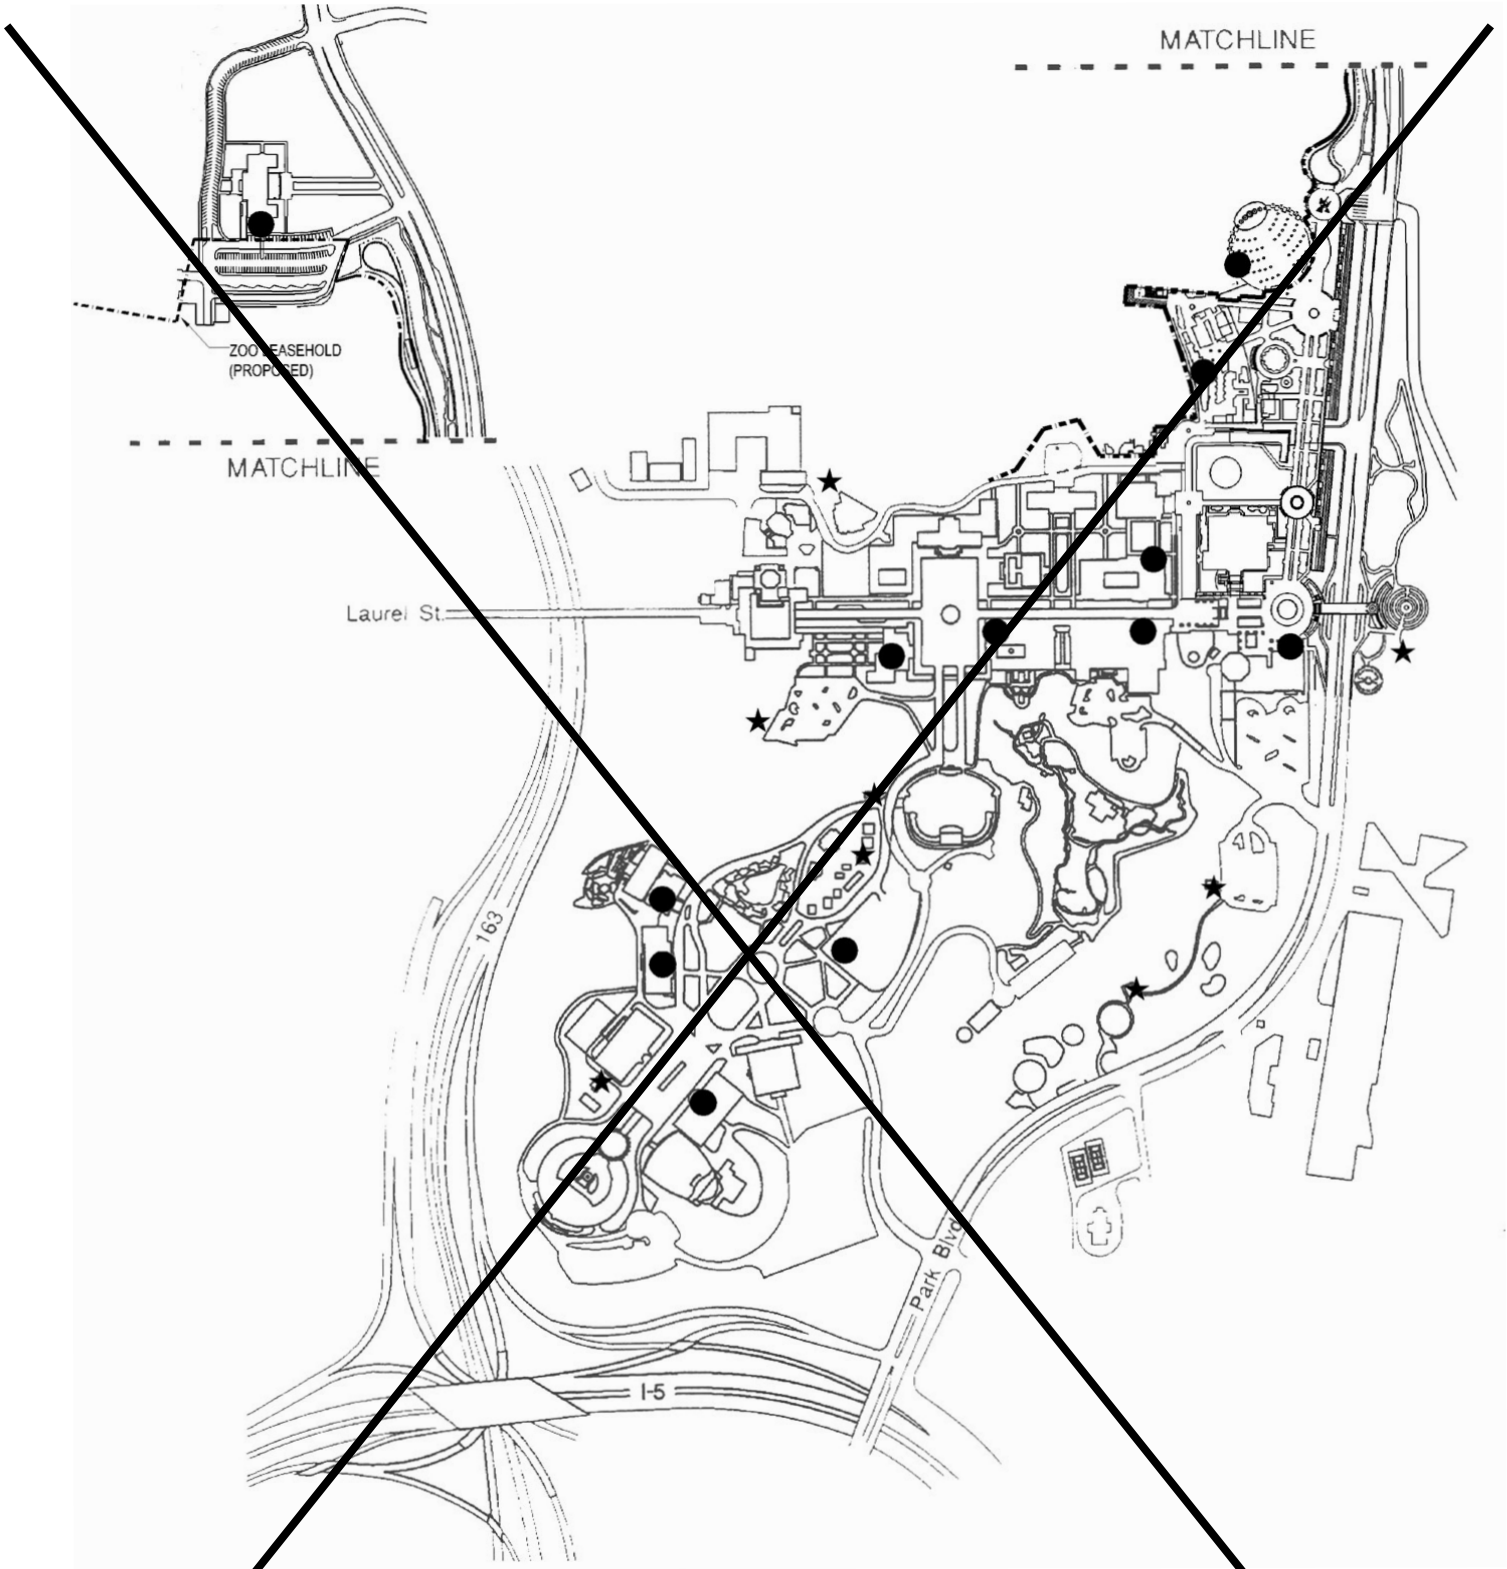 MATCHLINE
ZOO LEASEHOLD
(PROPOSED)
MATCHLINE
Laurel St.
163
Park Blvd
I-5